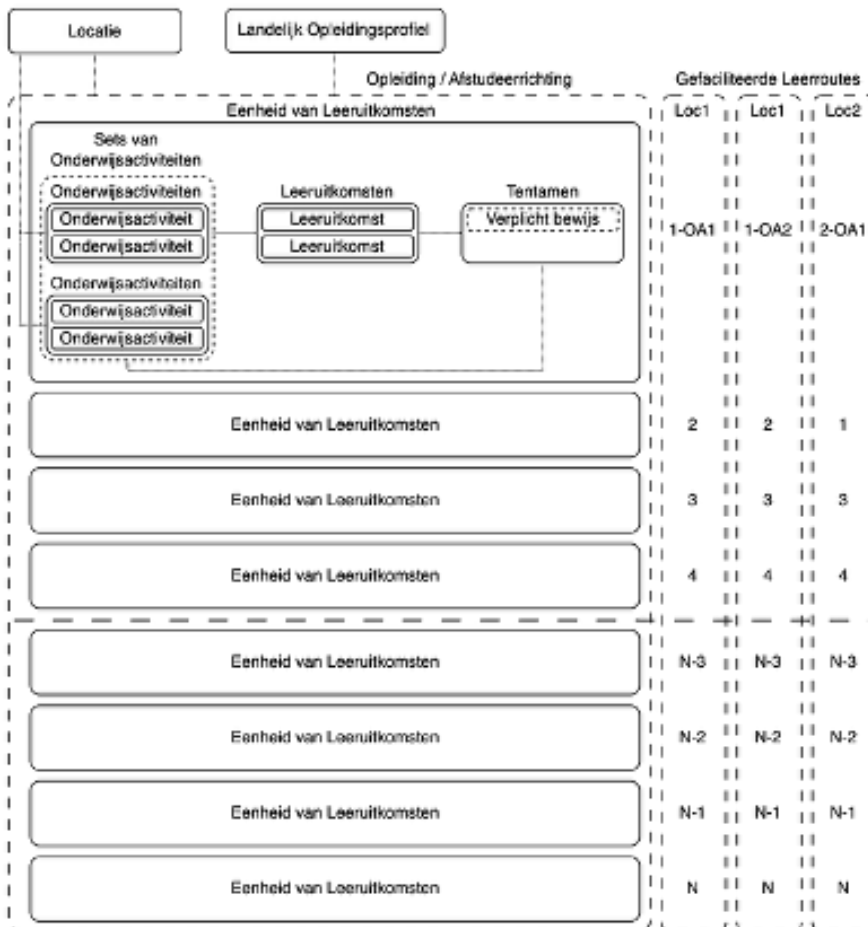 Locatie
Landelijk Opleidingsprofiel
Opleiding / Afstudeerrichting
Gefaciliteerde Leerroutes
Eenheid van Leeruitkomsten
Loc1 Loc1 Loc2
Sets van
Onderwijsactiviteiten
Onderwijsactiviteiten
Leeruitkomsten
Tentamen
Onderwijsactiviteit
Leeruitkomst
Verplicht bewijs
Onderwijsactiviteit
Leeruitkomst
1-OA1 1-OA2 2-OA1
Onderwijsactiviteiten
Onderwijsactiviteit
Onderwijsactiviteit
Eenheid van Leeruitkomsten
2 2 1
Eenheid van Leeruitkomsten
3 3 3
Eenheid van Leeruitkomsten
4 4 4
Eenheid van Leeruitkomsten
N-3 N-3 N-3
Eenheid van Leeruitkomsten
N-2 N-2 N-2
Eenheid van Leeruitkomsten
N-1 N-1 N-1
Eenheid van Leeruitkomsten
N N N